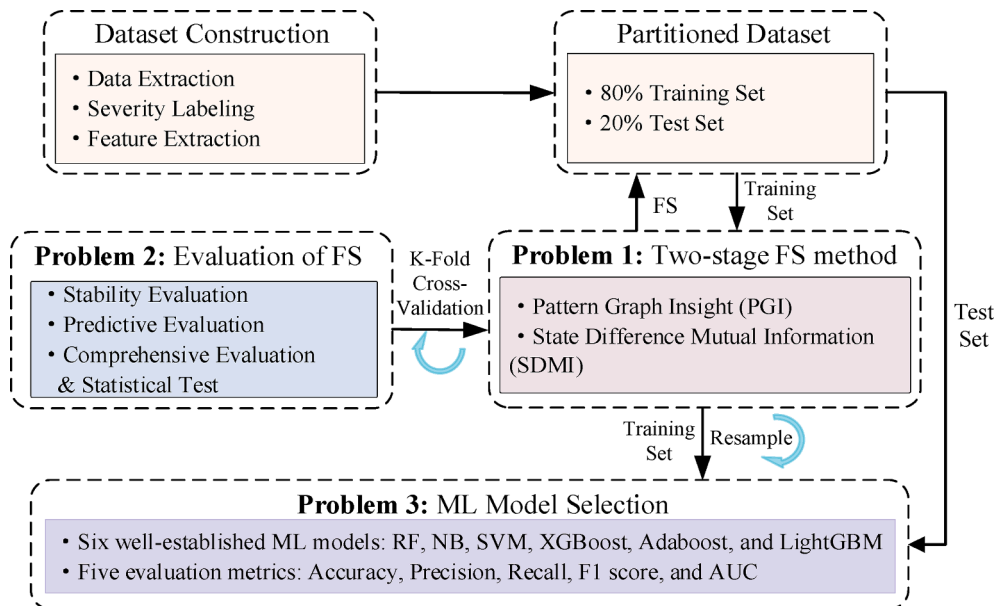 Dataset Construction
• Data Extraction
• Severity Labeling
• Feature Extraction
Partitioned Dataset
• 80% Training Set
• 20% Test Set
FS
Training
Set
Problem 2: Evaluation of FS
• Stability Evaluation
• Predictive Evaluation
• Comprehensive Evaluation
& Statistical Test
K-Fold
Cross-
Validation
Problem 1: Two-stage FS method
• Pattern Graph Insight (PGI)
• State Difference Mutual Information
(SDMI)
Test
Set
Training
Set
Resample
Problem 3: ML Model Selection
• Six well-established ML models: RF, NB, SVM, XGBoost, Adaboost, and LightGBM
• Five evaluation metrics: Accuracy, Precision, Recall, F1 score, and AUC